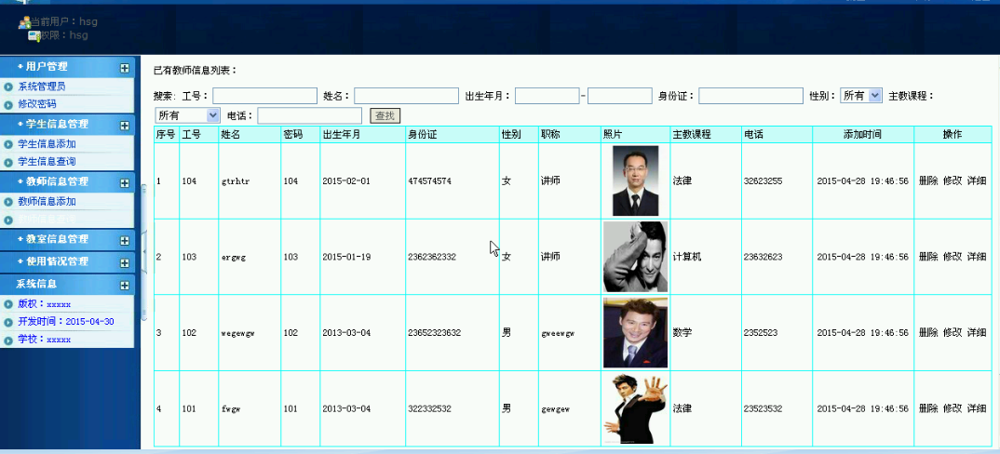 当前用户：hsg
权限：hsg
用户管理
系统管理员
修改密码
学生信息管理
学生信息添加
学生信息查询
教师信息管理
教师信息添加
教师信息查询
教室信息管理
使用情况管理
系统信息
版权：xxxxx
开发时间：2015-04-30
学校：xxxxx
已有教师信息列表：
搜索: 工号： 姓名： 出生年月： - 身份证： 性别： 所有 主教课程：
所有 电话： 查找
序号 工号 姓名 密码 出生年月 身份证 性别 职称 照片 主教课程 电话 添加时间 操作
1 104 gtrhtr 104 2015-02-01 474574574 女 讲师 法律 32623255 2015-04-28 19:46:56 删除 修改 详细
2 103 ergwg 103 2015-01-19 2362362332 女 讲师 计算机 23632623 2015-04-28 19:46:56 删除 修改 详细
3 102 wegewgw 102 2013-03-04 23652323632 男 gweewgw 数学 2352523 2015-04-28 19:46:56 删除 修改 详细
4 101 fwgw 101 2013-03-04 322332532 男 gewgew 法律 23523532 2015-04-28 19:46:56 删除 修改 详细